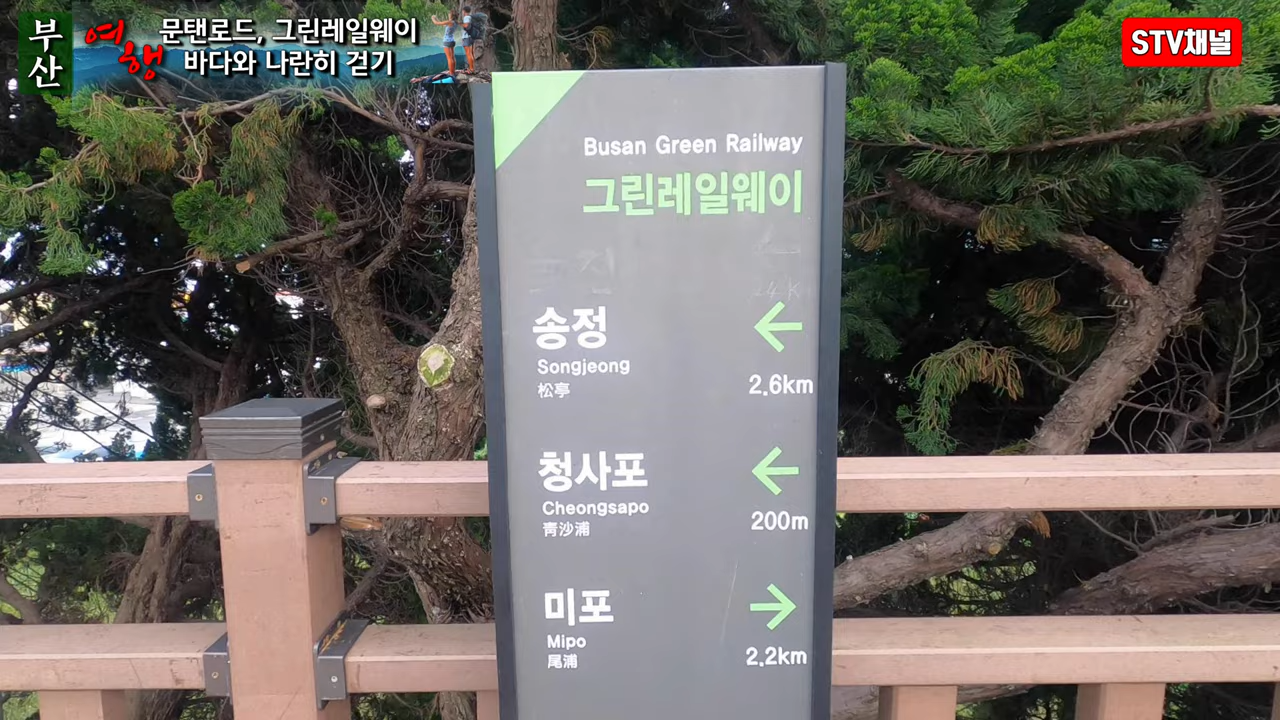 부산
여행
문탠로드, 그린레일웨이
바다와 나란히 걷기
STV채널
Busan Green Railway
그린레일웨이
송정
Songjeong
松亭
2.6km
청사포
Cheongsapo
靑沙浦
200m
미포
Mipo
尾浦
2.2km